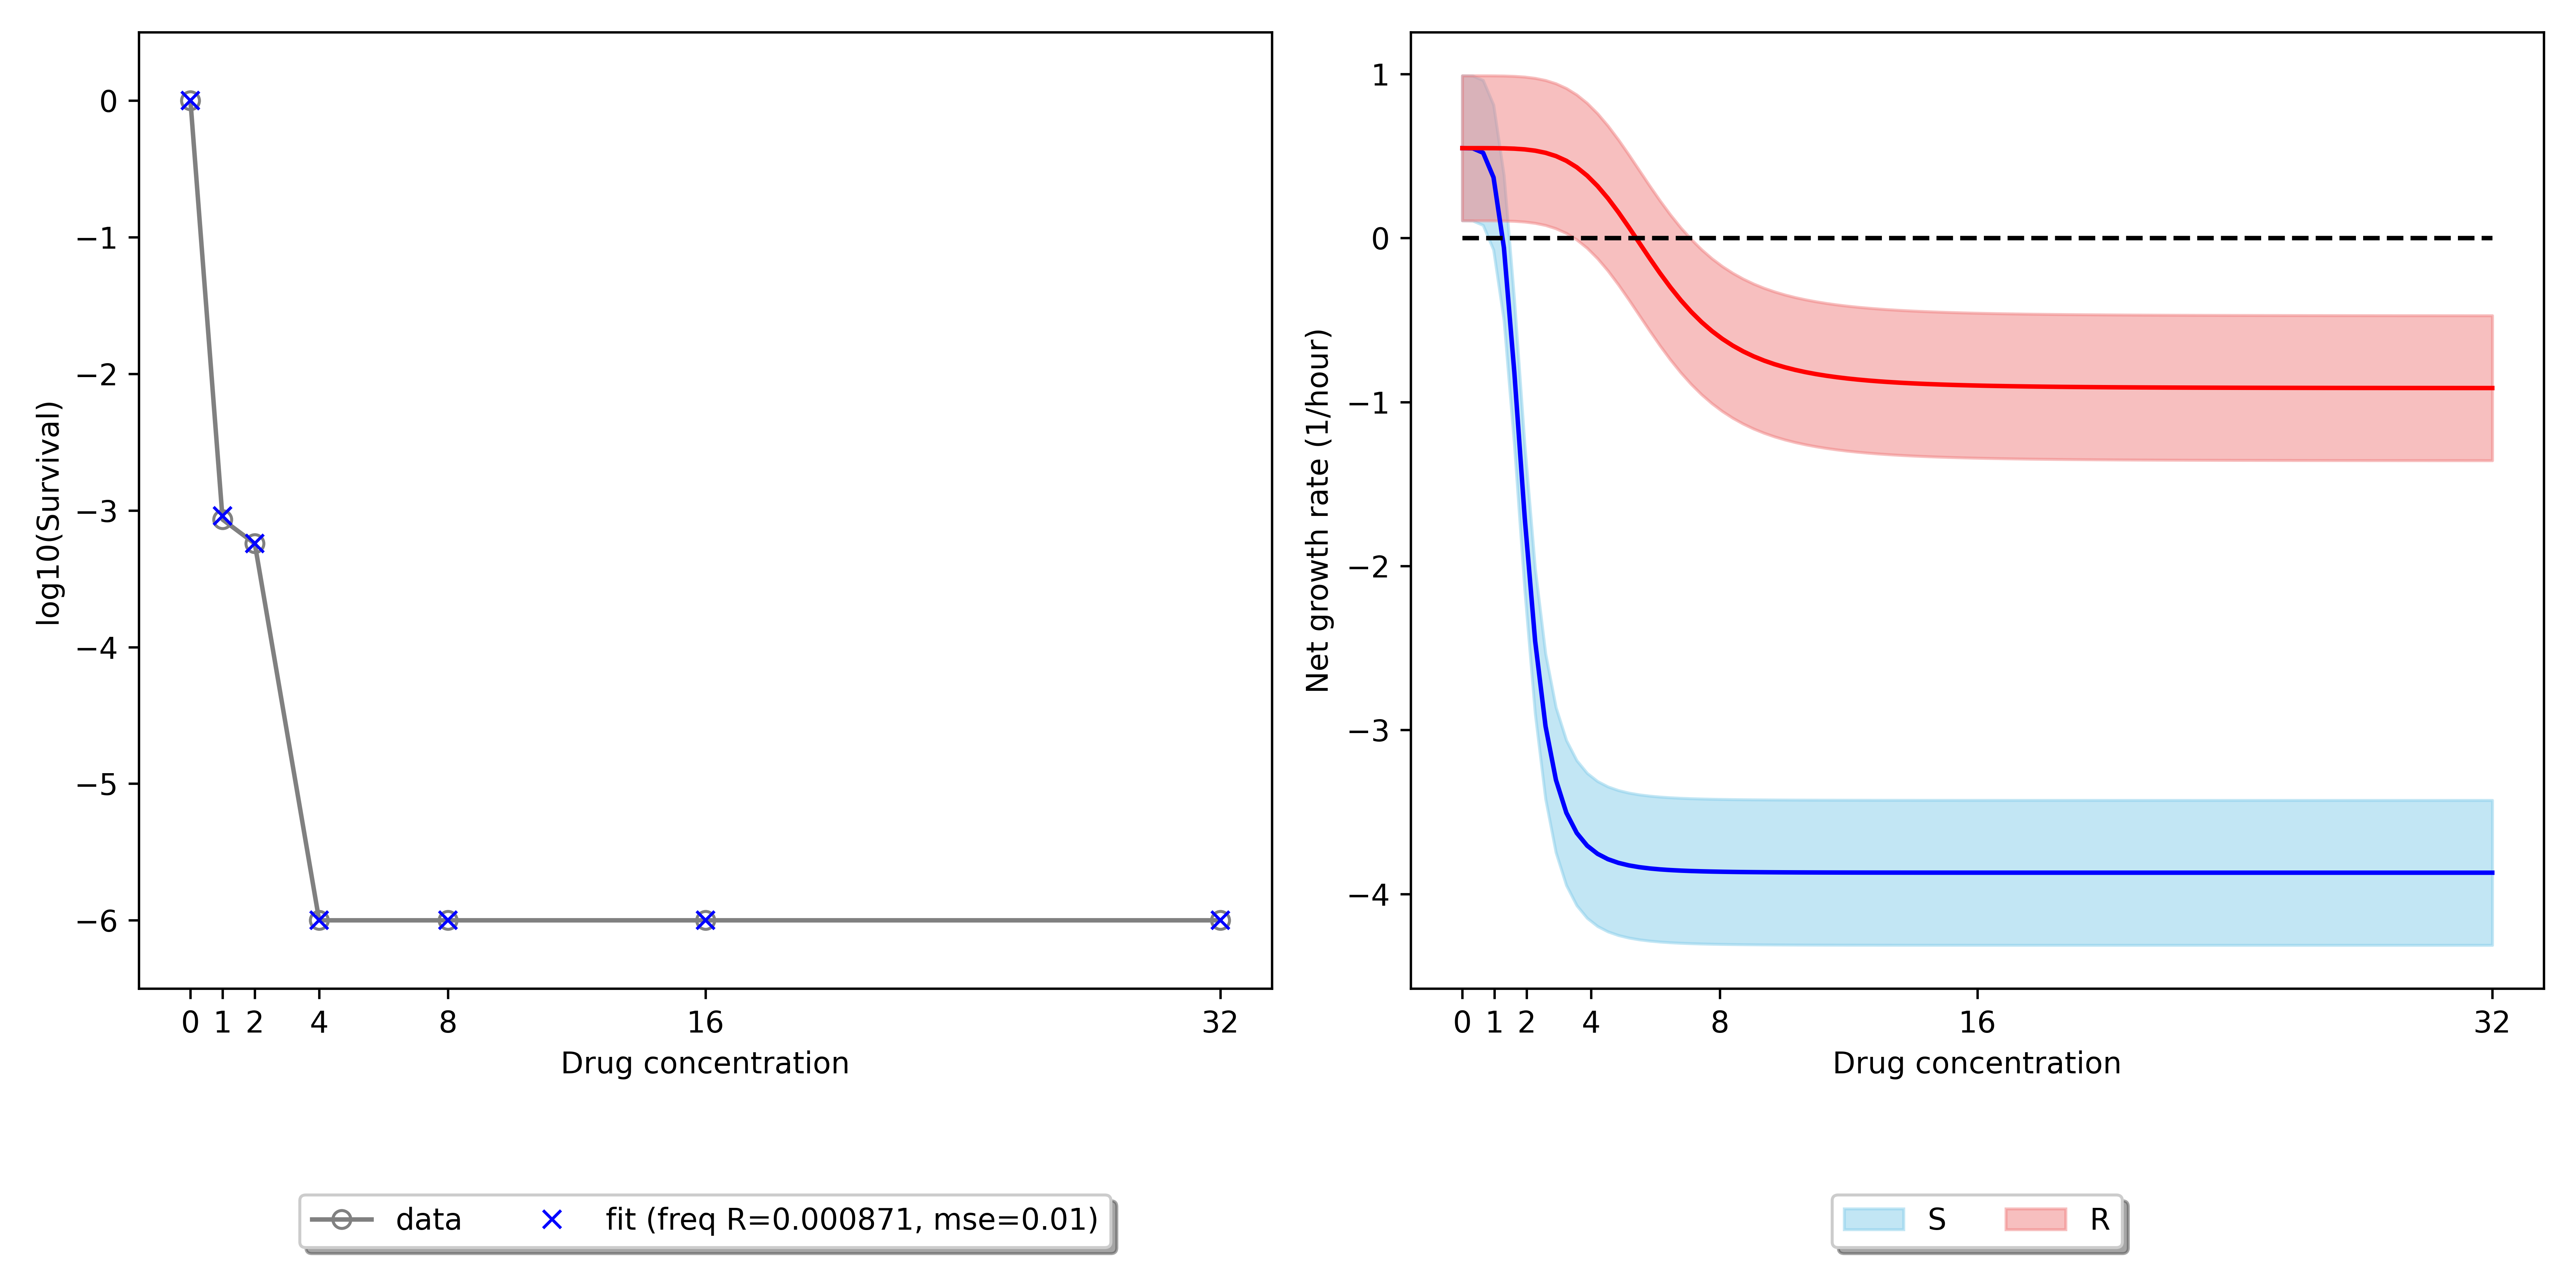 0
−1
−2
−3
−4
−5
−6
log10(Survival)
0 1 2 4 8 16 32
Drug concentration
data fit (freq R=0.000871, mse=0.01)
1
0
−1
−2
−3
−4
Net growth rate (1/hour)
0 1 2 4 8 16 32
Drug concentration
S R